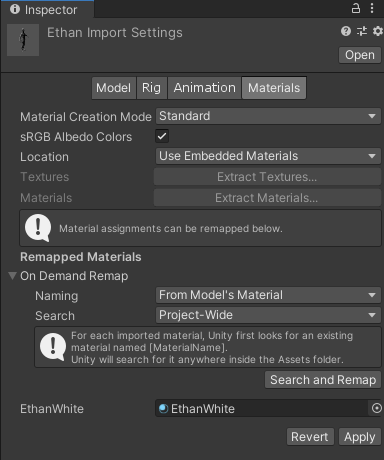 Inspector
Ethan Import Settings
Open
Model Rig Animation Materials
Material Creation Mode Standard
sRGB Albedo Colors
Location Use Embedded Materials
Textures Extract Textures...
Materials Extract Materials...
Material assignments can be remapped below.
Remapped Materials
On Demand Remap
Naming From Model's Material
Search Project-Wide
For each imported material, Unity first looks for an existing
material named [MaterialName].
Unity will search for it anywhere inside the Assets folder.
Search and Remap
EthanWhite EthanWhite
Revert Apply